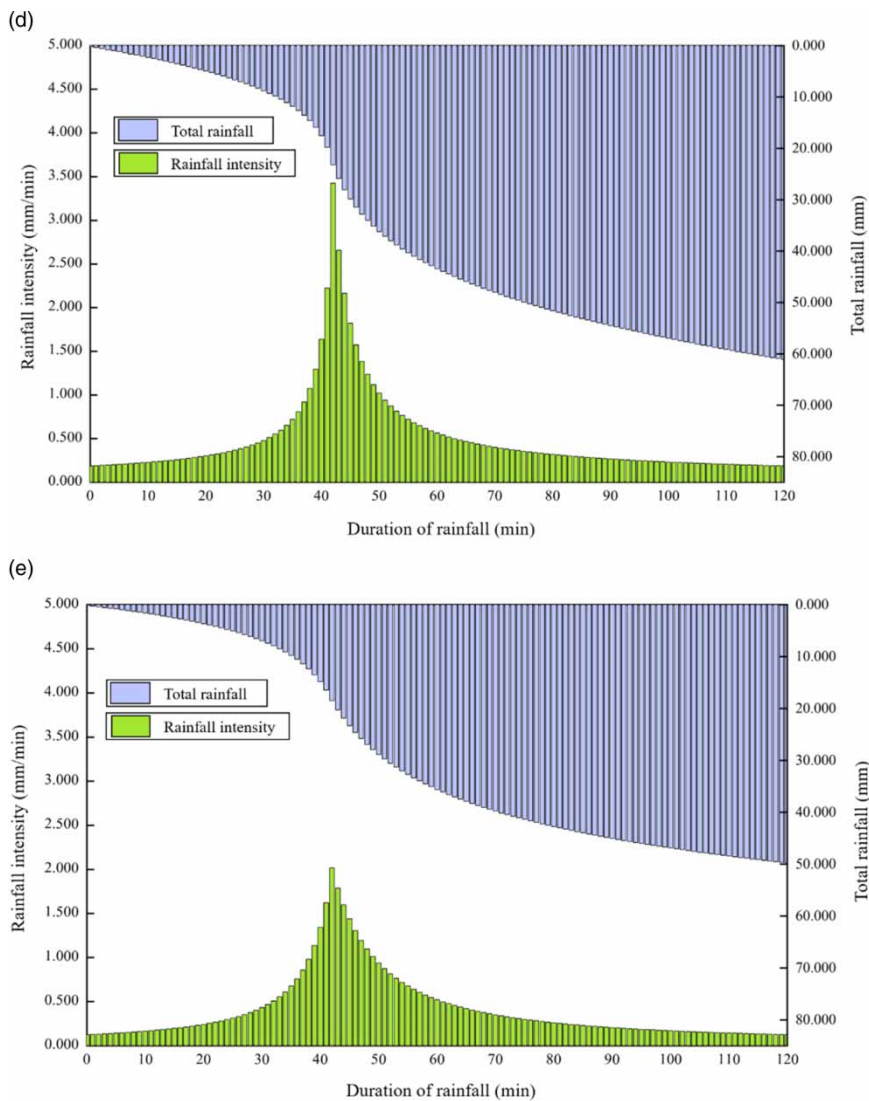 (d)
5.000
4.500
4.000
3.500
3.000
2.500
2.000
1.500
1.000
0.500
0.000
Rainfall intensity (mm/min)
Total rainfall
Rainfall intensity
0.000
10.000
20.000
30.000
40.000
50.000
60.000
70.000
80.000
Total rainfall (mm)
0 10 20 30 40 50 60 70 80 90 100 110 120
Duration of rainfall (min)
(e)
5.000
4.500
4.000
3.500
3.000
2.500
2.000
1.500
1.000
0.500
0.000
Rainfall intensity (mm/min)
Total rainfall
Rainfall intensity
0.000
10.000
20.000
30.000
40.000
50.000
60.000
70.000
80.000
Total rainfall (mm)
0 10 20 30 40 50 60 70 80 90 100 110 120
Duration of rainfall (min)